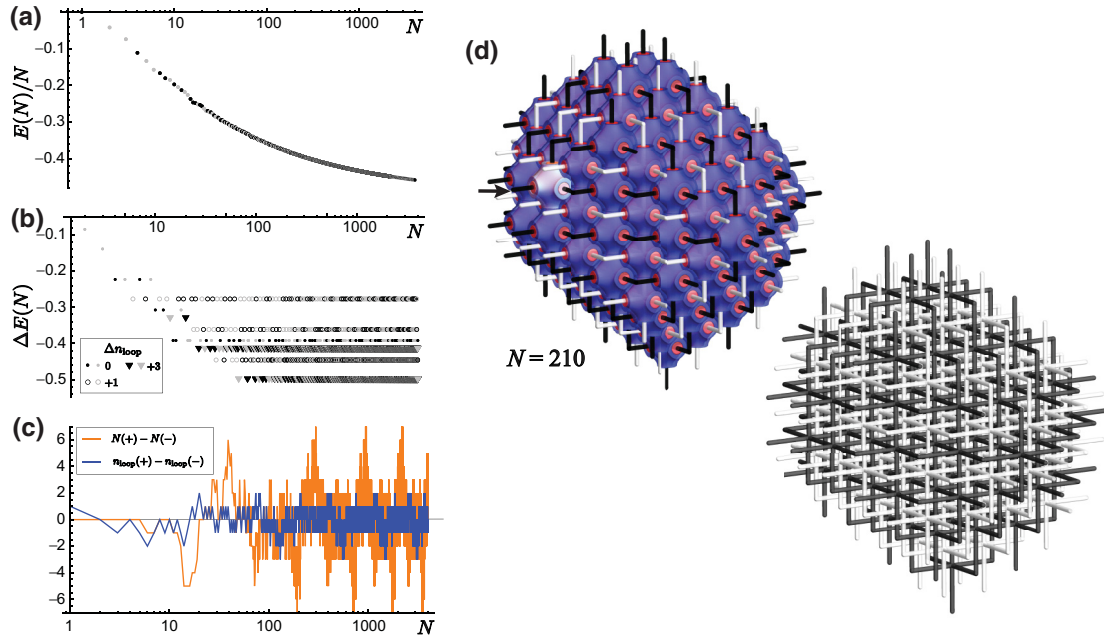 (a)
1
10
100
1000
N
−0.1
−0.2
−0.3
−0.4
E(N)/N
(b)
1
10
100
1000
N
−0.1
−0.2
−0.3
−0.4
−0.5
ΔE(N)
Δn_loop
0
+3
+1
(c)
6
4
2
0
−2
−4
−6
N(+) − N(−)
n_loop(+) − n_loop(−)
1
10
100
1000
N
(d)
N = 210